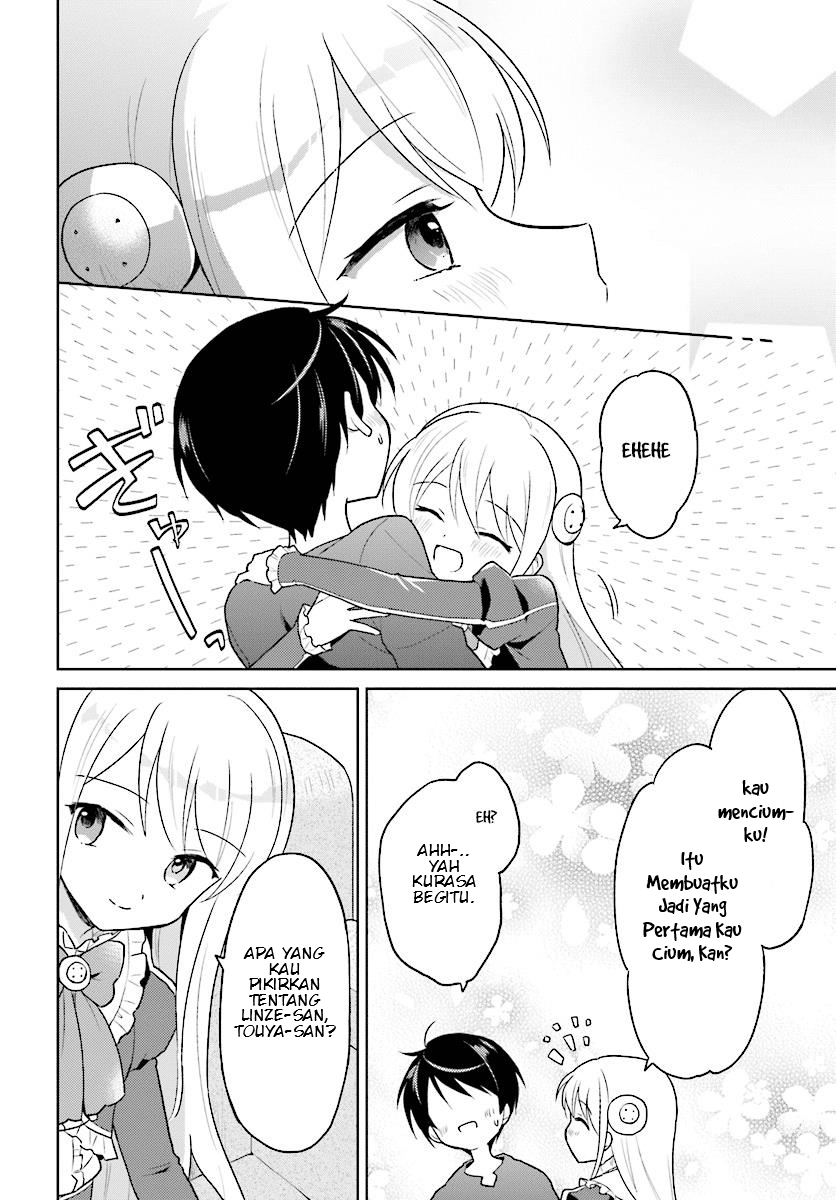 EHEHE
ぎゅー
kau
mencium-
ku!
Itu
Membuatku
Jadi Yang
Pertama Kau
Cium, Kan?
EH?
AHH-..
YAH
KURASA
BEGITU.
APA YANG
KAU
PIKIRKAN
TENTANG
LINZE-SAN,
TOUYA-SAN?